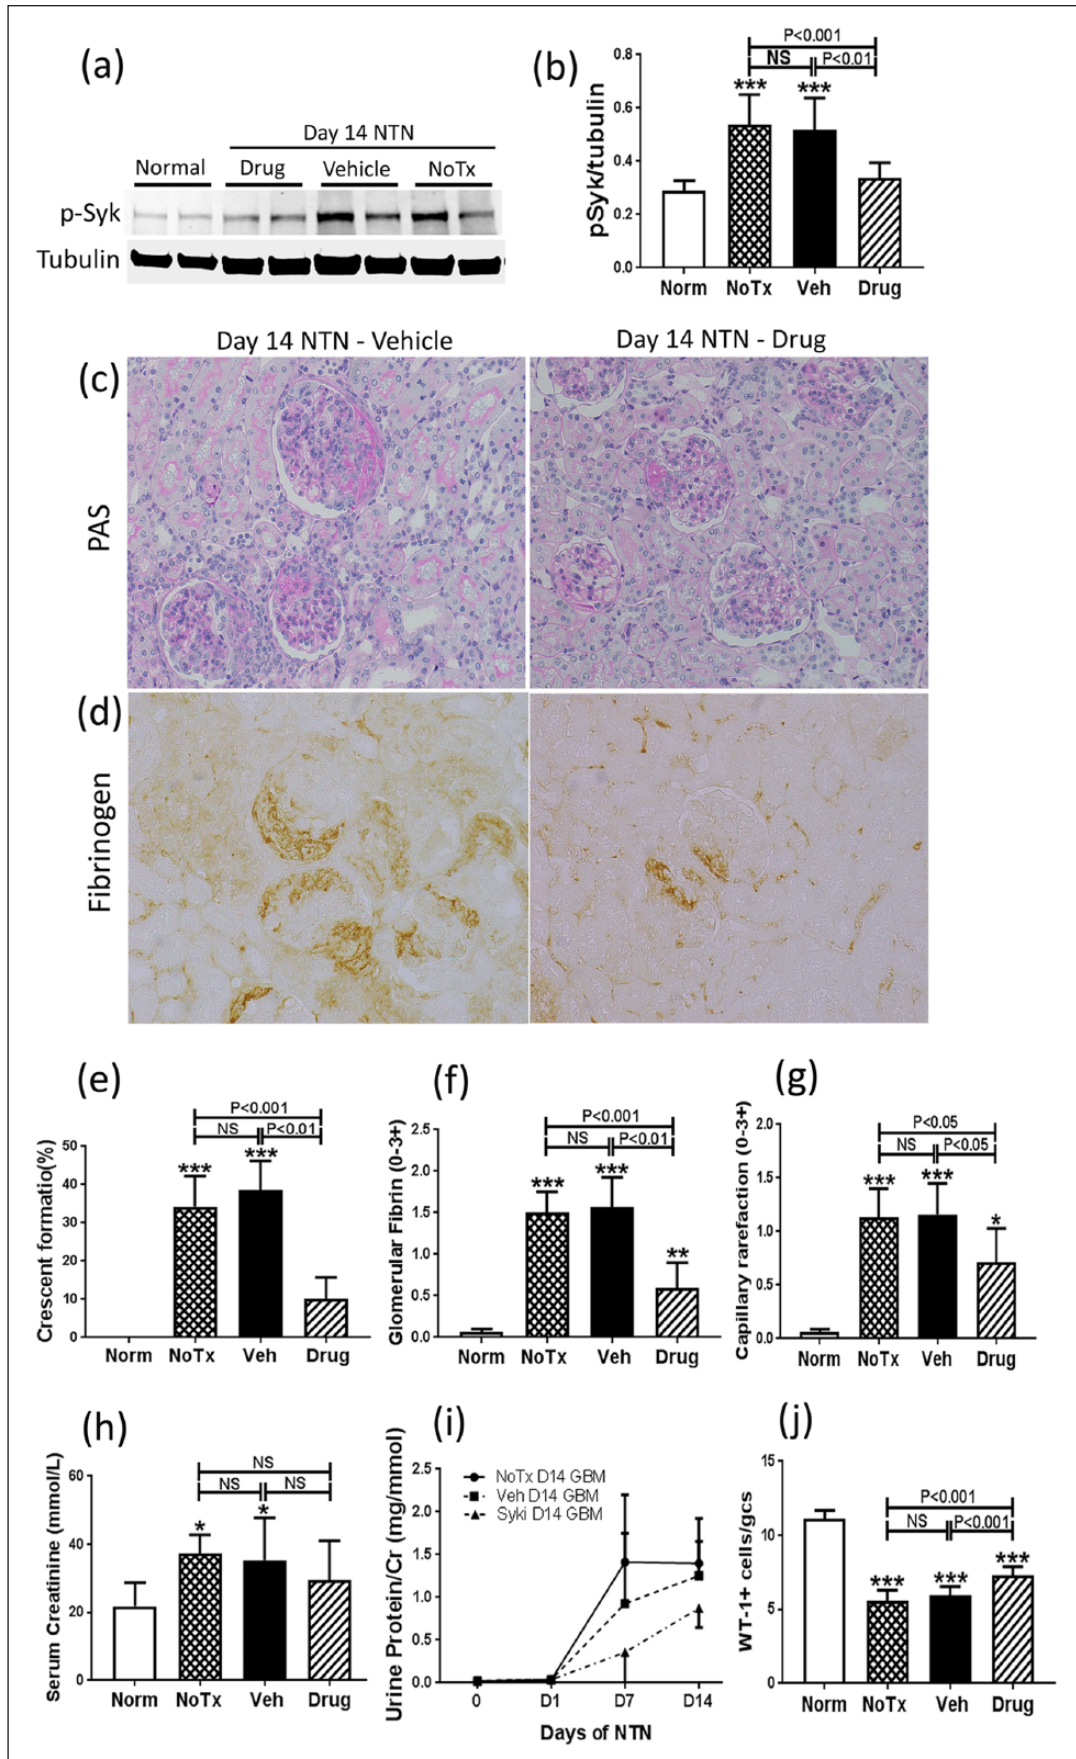 (a)
Day 14 NTN
Normal Drug Vehicle NoTx
p-Syk
Tubulin
(b)
P<0.001
NS P<0.01
*** ***
pSyk/tubulin
0.8
0.6
0.4
0.2
0.0
Norm NoTx Veh Drug
Day 14 NTN - Vehicle Day 14 NTN - Drug
(c)
PAS
(d)
Fibrinogen
(e)
P<0.001
NS P<0.01
*** ***
Crescent formatio(%)
50
40
30
20
10
0
Norm NoTx Veh Drug
(f)
P<0.001
NS P<0.01
*** *** **
Glomerular Fibrin (0-3+)
2.5
2.0
1.5
1.0
0.5
0.0
Norm NoTx Veh Drug
(g)
P<0.05
NS P<0.05
*** *** *
Capillary rarefaction (0-3+)
2.0
1.5
1.0
0.5
0.0
Norm NoTx Veh Drug
(h)
NS
NS NS
* *
Serum Creatinine (mmol/L)
60
40
20
0
Norm NoTx Veh Drug
(i)
Urine Protein/Cr (mg/mmol)
2.5
2.0
1.5
1.0
0.5
0.0
NoTx D14 GBM
Veh D14 GBM
Syki D14 GBM
0 D1 D7 D14
Days of NTN
(j)
P<0.001
NS P<0.001
*** *** ***
WT-1+ cells/gcs
15
10
5
0
Norm NoTx Veh Drug